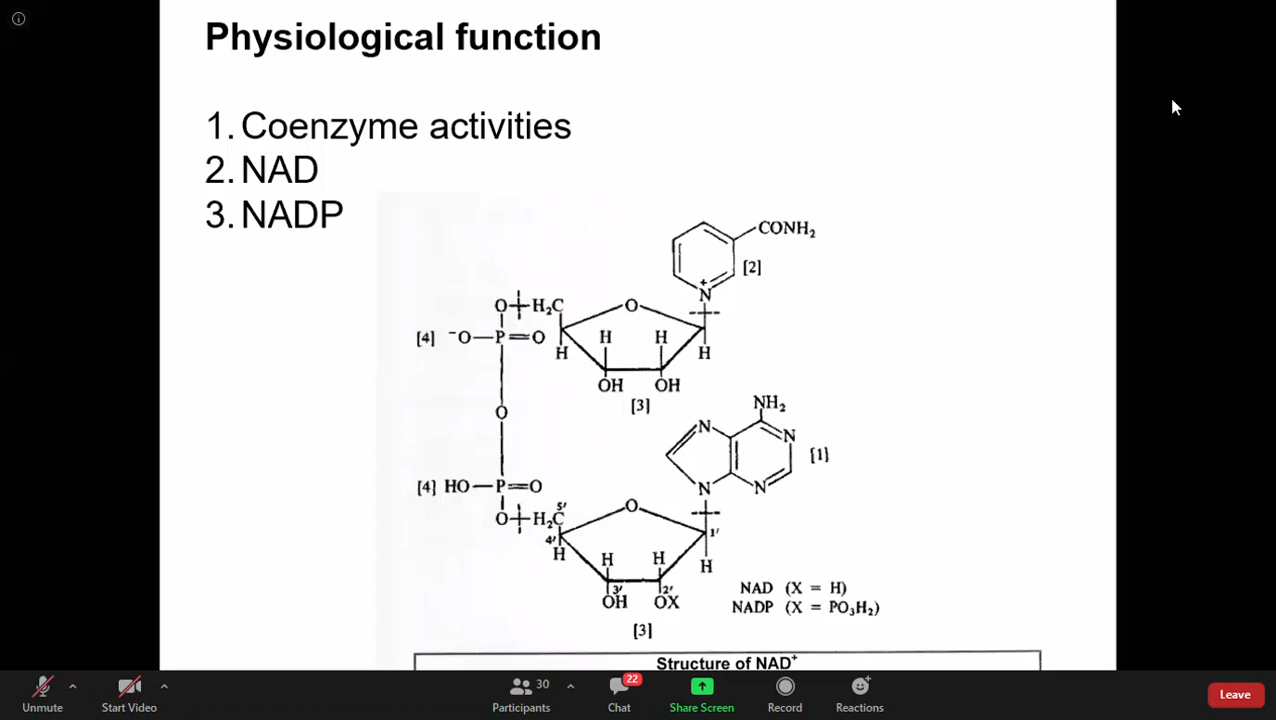 Physiological function
1. Coenzyme activities
2. NAD
3. NADP
CONH₂
[2]
+
N
O H₂C O
[4] ⁻O—P=O H H H H
OH OH
[3]
O
NH₂
N N
[1]
N N
[4] HO—P=O
O H₂C 5' O
4' 1'
H H H H
3' 2'
OH OX
NAD (X = H)
NADP (X = PO₃H₂)
[3]
Structure of NAD⁺
Unmute
Start Video
30
Participants
22
Chat
Share Screen
Record
Reactions
Leave